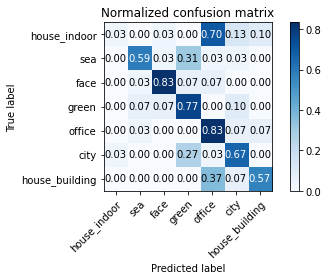 Normalized confusion matrix
house_indoor 0.03 0.00 0.03 0.00 0.70 0.13 0.10
sea 0.00 0.59 0.03 0.31 0.03 0.03 0.00
face 0.00 0.03 0.83 0.07 0.07 0.00 0.00
green 0.00 0.07 0.07 0.77 0.00 0.10 0.00
office 0.00 0.03 0.00 0.00 0.83 0.07 0.07
city 0.03 0.00 0.00 0.27 0.03 0.67 0.00
house_building 0.00 0.00 0.00 0.00 0.37 0.07 0.57
True label
house_indoor
sea
face
green
office
city
house_building
Predicted label
0.8
0.6
0.4
0.2
0.0